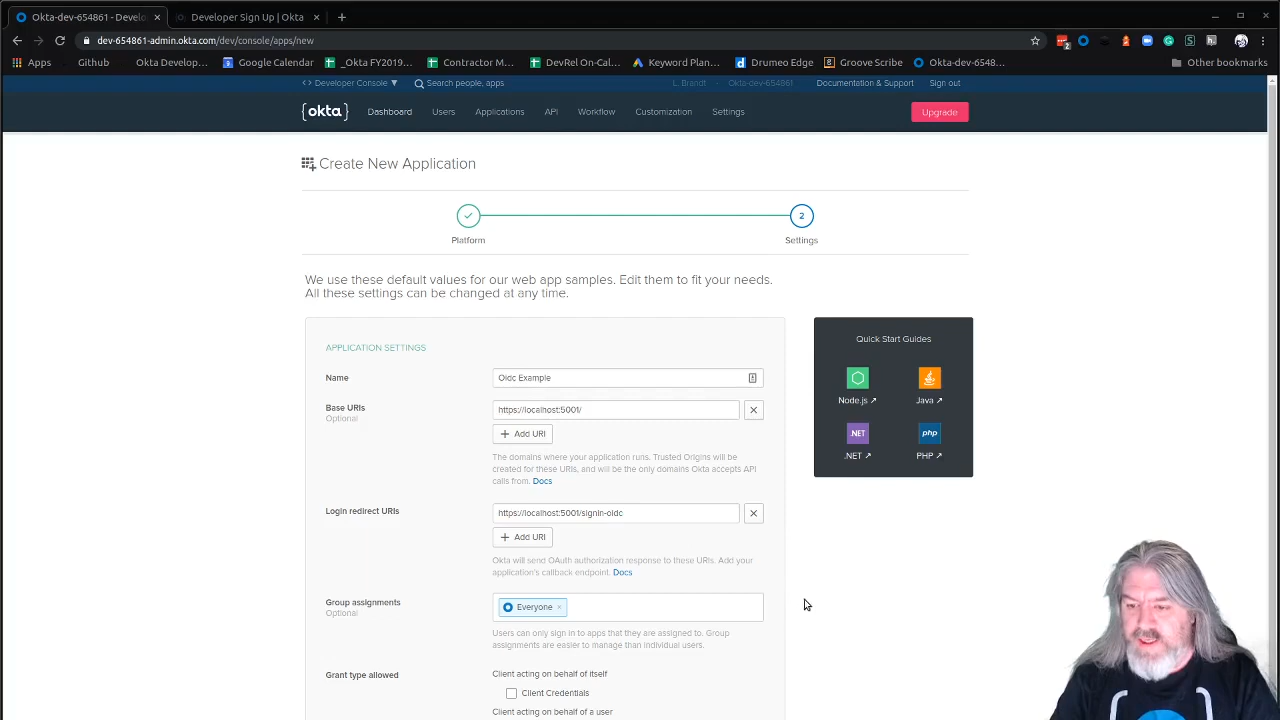 Okta-dev-654861 - Develo
Developer Sign Up | Okta
dev-654861-admin.okta.com/dev/console/apps/new
2
Apps
Github
Okta Develop...
Google Calendar
_Okta FY2019...
Contractor M...
DevRel On-Cal...
Keyword Plan...
Drumeo Edge
Groove Scribe
Okta-dev-6548...
Other bookmarks
<> Developer Console
Search people, apps
L. Brandt
Okta-dev-654861
Documentation & Support
Sign out
okta
Dashboard
Users
Applications
API
Workflow
Customization
Settings
Upgrade
Create New Application
2
Platform
Settings
We use these default values for our web app samples. Edit them to fit your needs.
All these settings can be changed at any time.
APPLICATION SETTINGS
Quick Start Guides
Node.js
Java
.NET
php
.NET
PHP
Name
Oidc Example
Base URIs
Optional
https://localhost:5001/
+ Add URI
The domains where your application runs. Trusted Origins will be
created for these URIs, and will be the only domains Okta accepts API
calls from. Docs
Login redirect URIs
https://localhost:5001/signin-oidc
+ Add URI
Okta will send OAuth authorization response to these URIs. Add your
application's callback endpoint. Docs
Group assignments
Optional
Everyone ×
Users can only sign in to apps that they are assigned to. Group
assignments are easier to manage than individual users.
Grant type allowed
Client acting on behalf of itself
Client Credentials
Client acting on behalf of a user